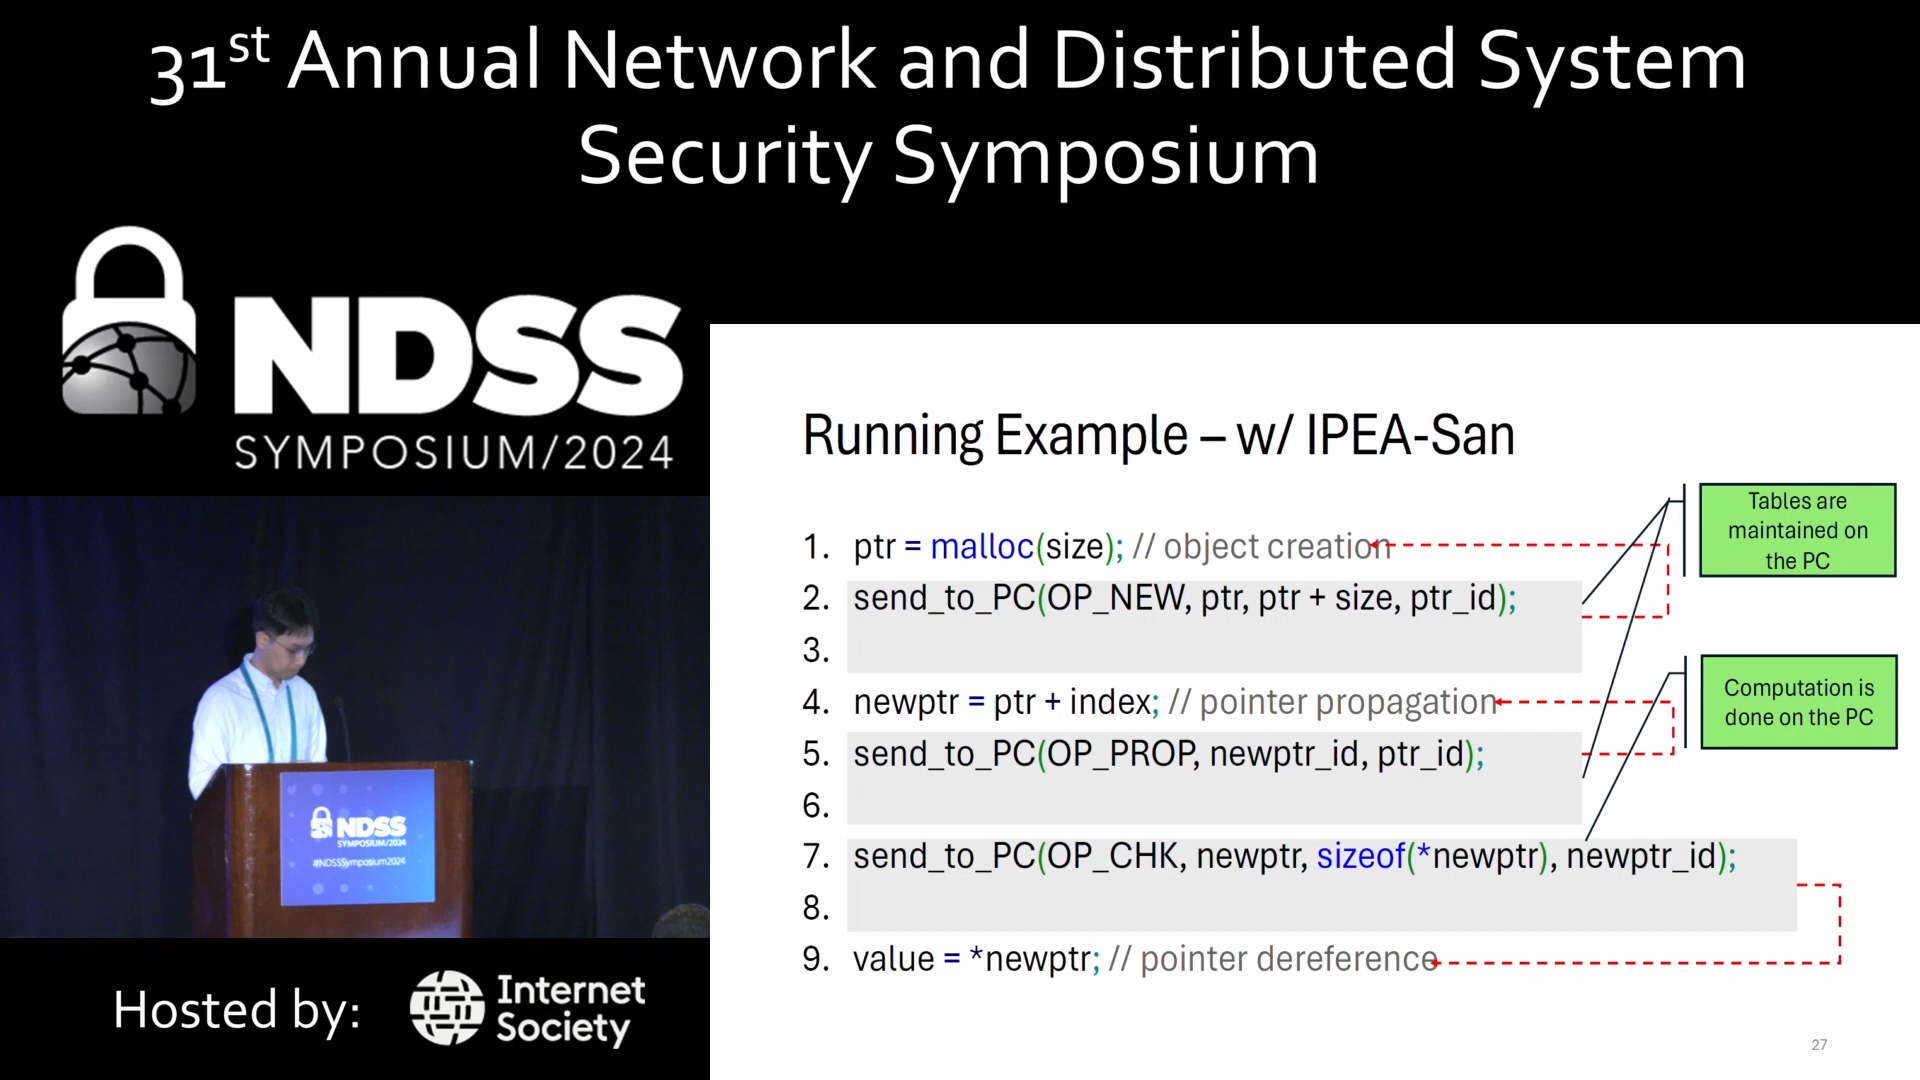 31st Annual Network and Distributed System
Security Symposium
NDSS
SYMPOSIUM/2024
Running Example – w/ IPEA-San
1. ptr = malloc(size); // object creation
2. send_to_PC(OP_NEW, ptr, ptr + size, ptr_id);
3.
4. newptr = ptr + index; // pointer propagation
5. send_to_PC(OP_PROP, newptr_id, ptr_id);
6.
7. send_to_PC(OP_CHK, newptr, sizeof(*newptr), newptr_id);
8.
9. value = *newptr; // pointer dereference
Tables are
maintained on
the PC
Computation is
done on the PC
27
NDSS
SYMPOSIUM/2024
#NDSSSymposium2024
Hosted by:
Internet
Society